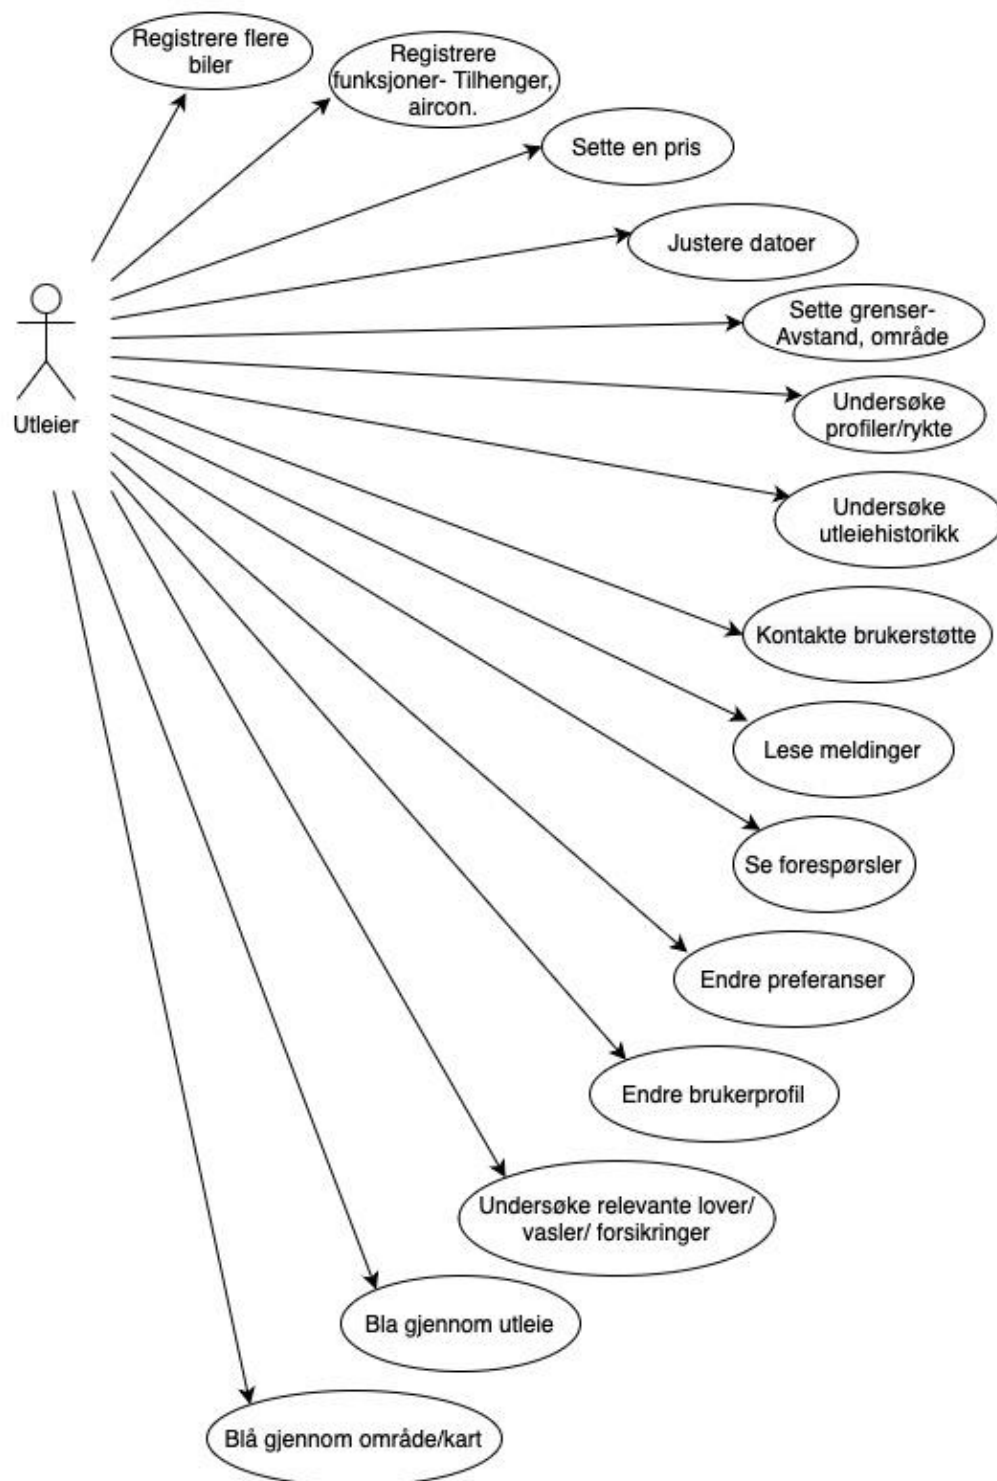 Registrere flere
biler
Registrere
funksjoner- Tilhenger,
aircon.
Sette en pris
Justere datoer
Sette grenser-
Avstand, område
Utleier
Undersøke
profiler/rykte
Undersøke
utleiehistorikk
Kontakte brukerstøtte
Lese meldinger
Se forespørsler
Endre preferanser
Endre brukerprofil
Undersøke relevante lover/
vasler/ forsikringer
Bla gjennom utleie
Blå gjennom område/kart